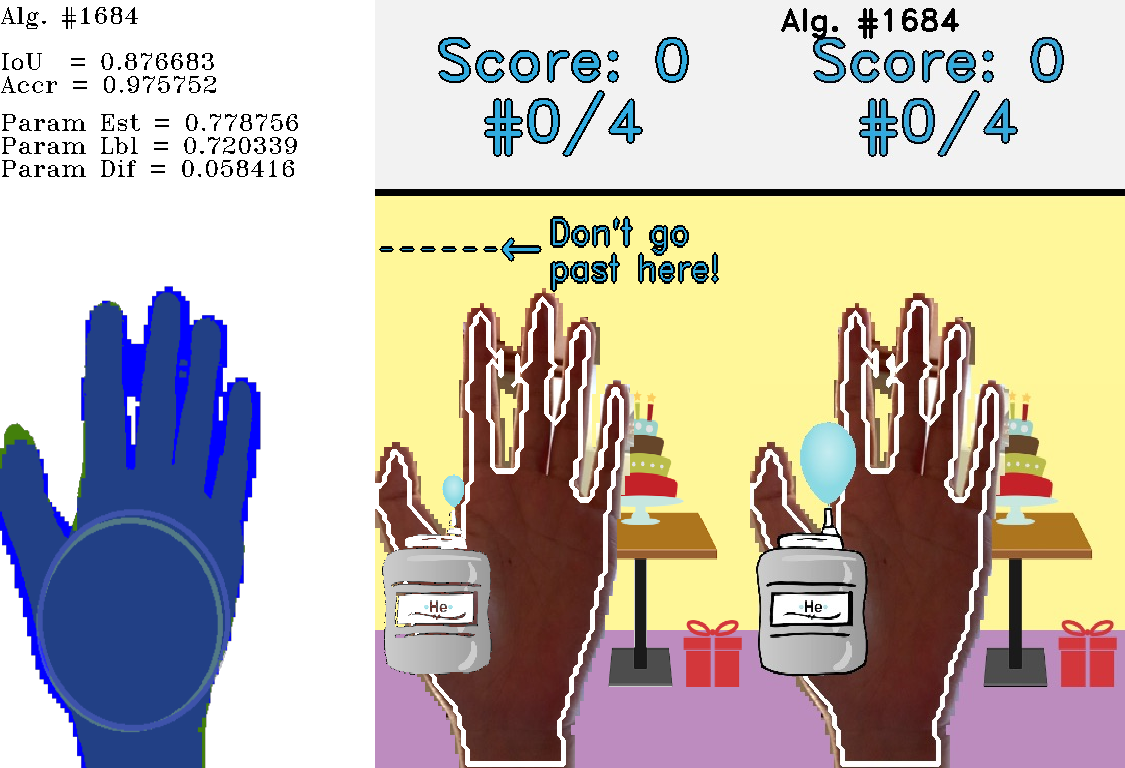 Alg. #1684
IoU = 0.876683
Accr = 0.975752
Param Est = 0.778756
Param Lbl = 0.720339
Param Dif = 0.058416
Score: 0
#0/4
Don't go
past here!
He
Alg. #1684
Score: 0
#0/4
He